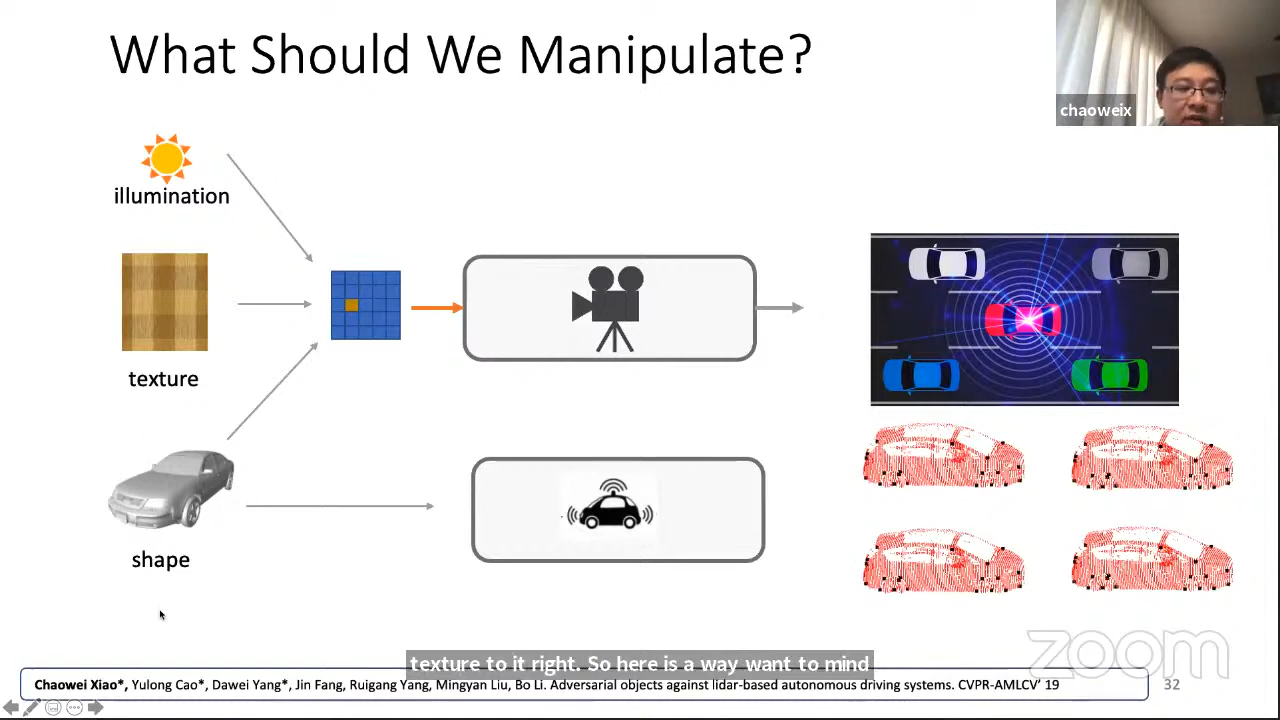 What Should We Manipulate?
chaoweix
illumination
texture
shape
zoom
texture to it right. So here is a way want to mind
Chaowei Xiao*, Yulong Cao*, Dawei Yang*, Jin Fang, Ruigang Yang, Mingyan Liu, Bo Li. Adversarial objects against lidar-based autonomous driving systems. CVPR-AMLCV’ 19
32